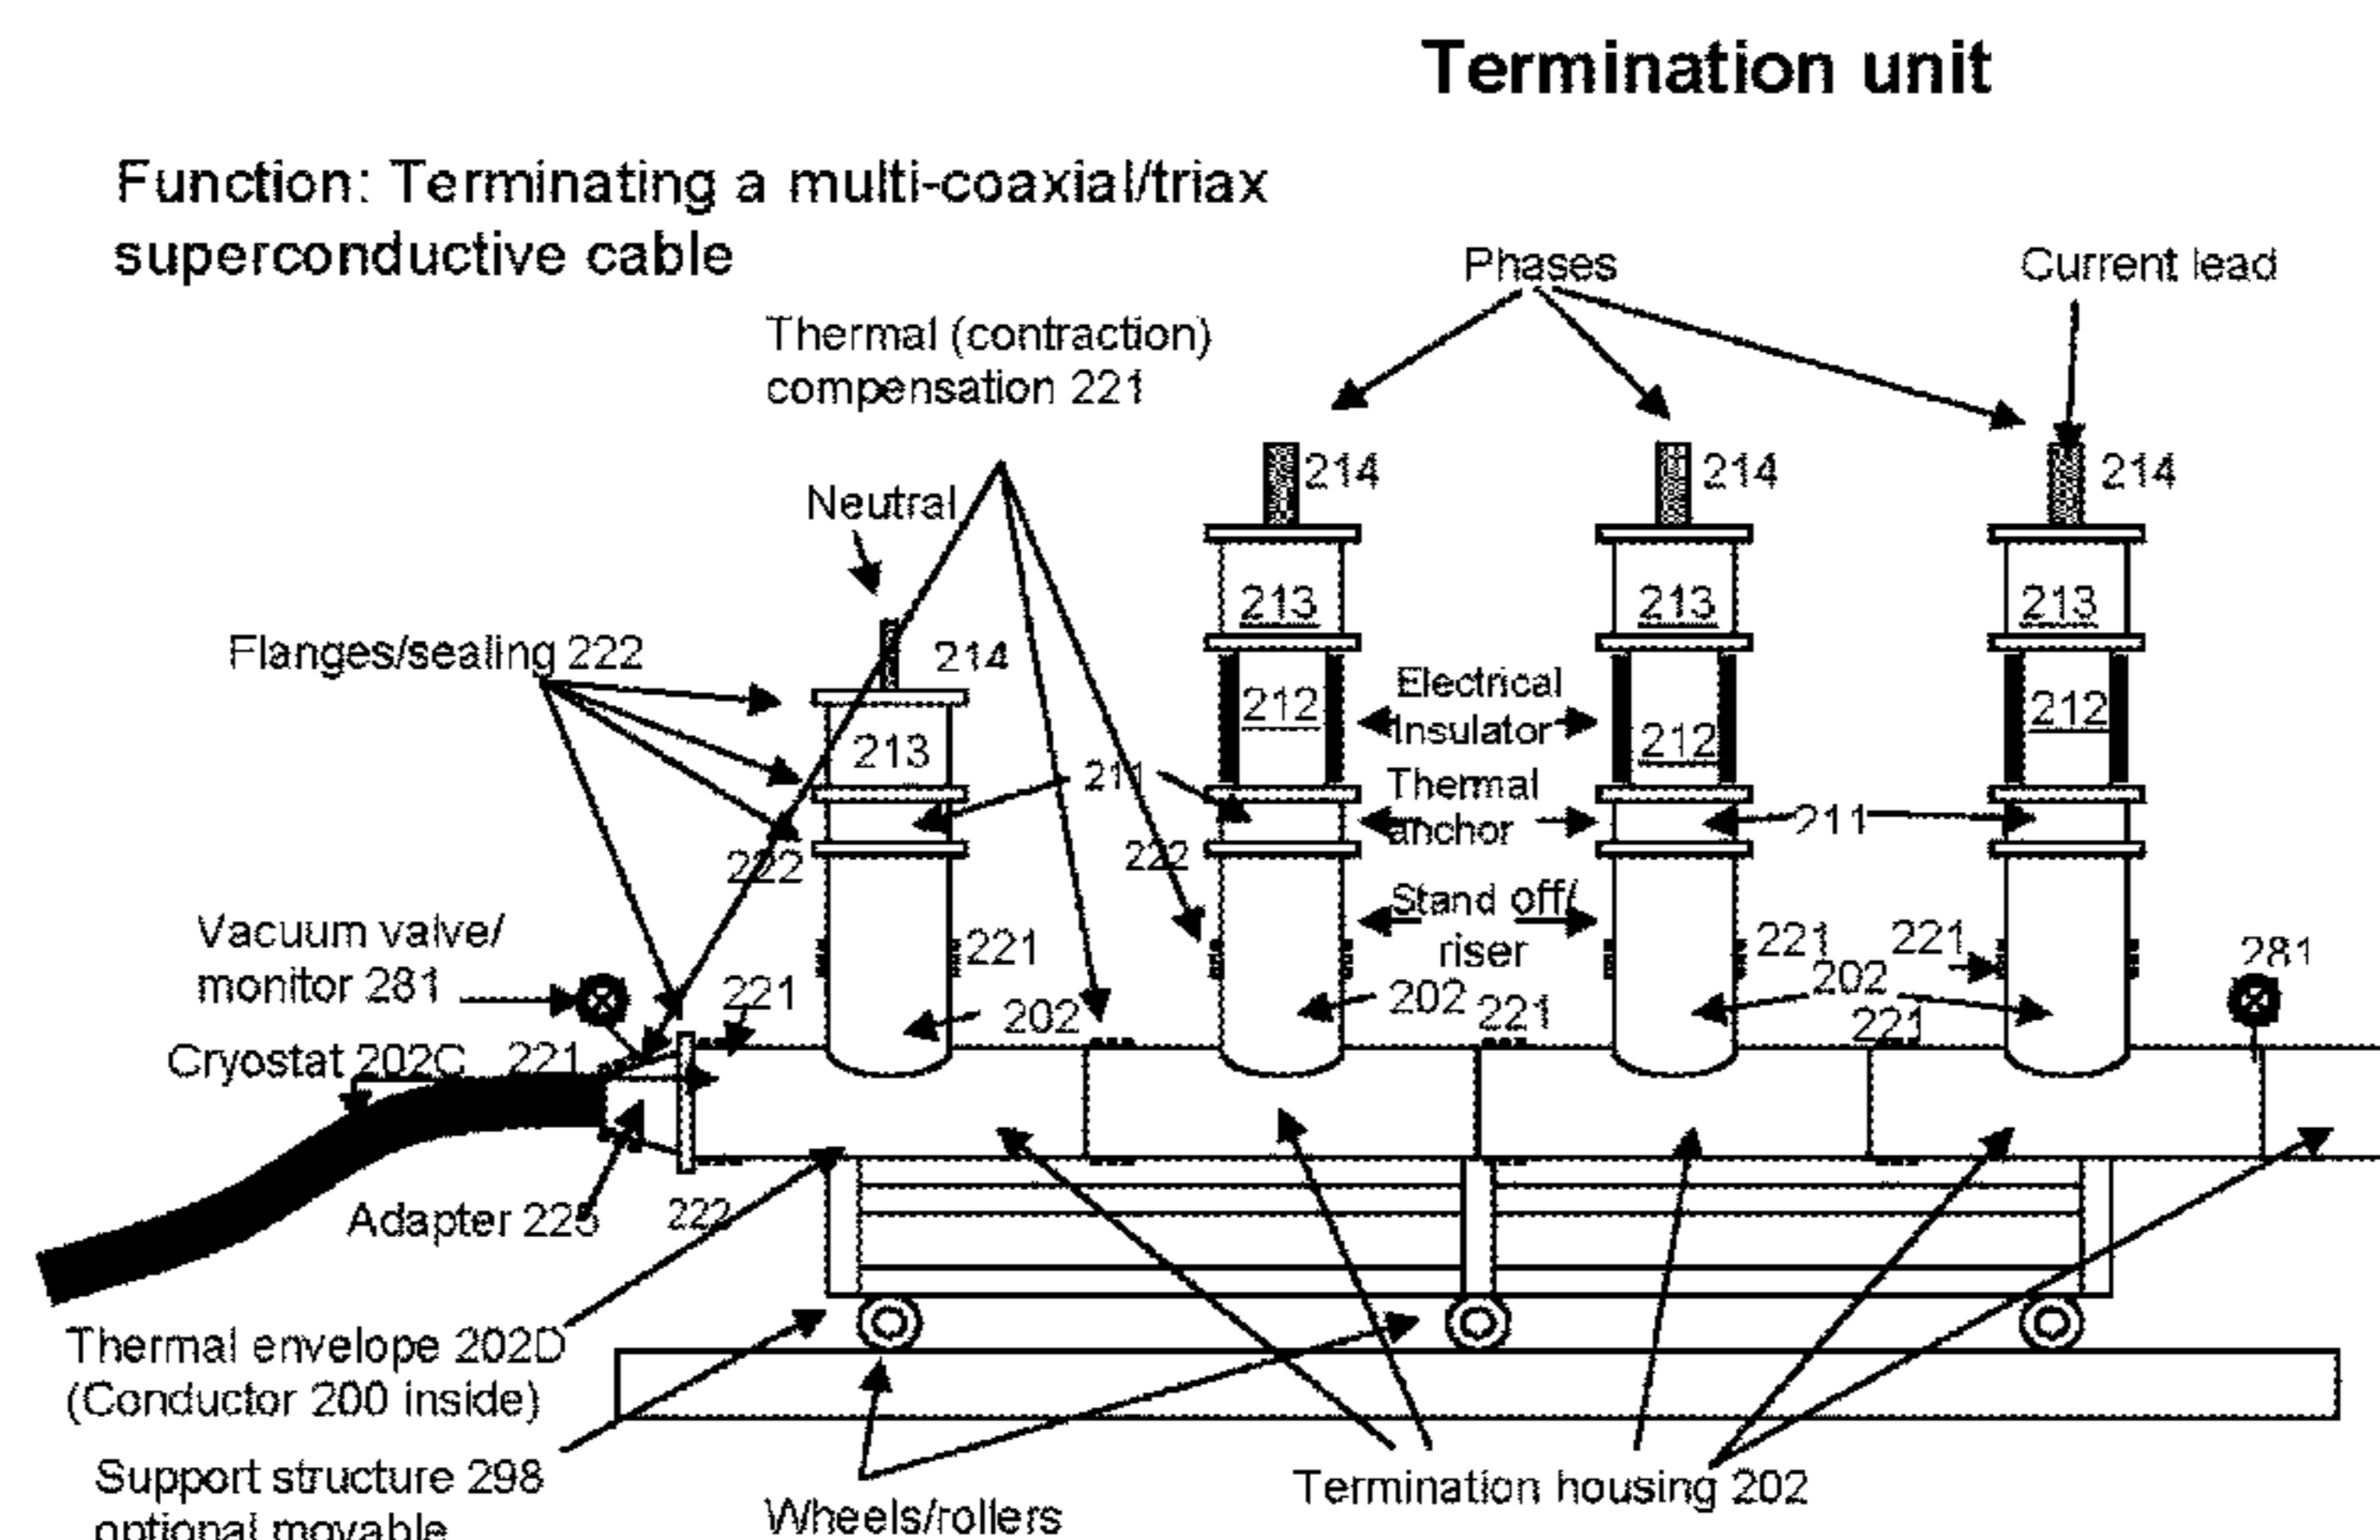 Termination unit
Function: Terminating a multi-coaxial/triax
superconductive cable
Phases
Current lead
Thermal (contraction)
compensation 221
214
214
214
Neutral
213
213
213
Flanges/sealing 222
214
Electrical
Insulator
212
212
212
213
211
Thermal
anchor
211
222
222
Stand off/
riser
Vacuum valve/
monitor 281
221
221
221
281
221
202
202
221
202
221
Cryostat 202C
221
Adapter 225
222
Thermal envelope 202D
(Conductor 200 inside)
Support structure 298
optional movable
Wheels/rollers
Termination housing 202